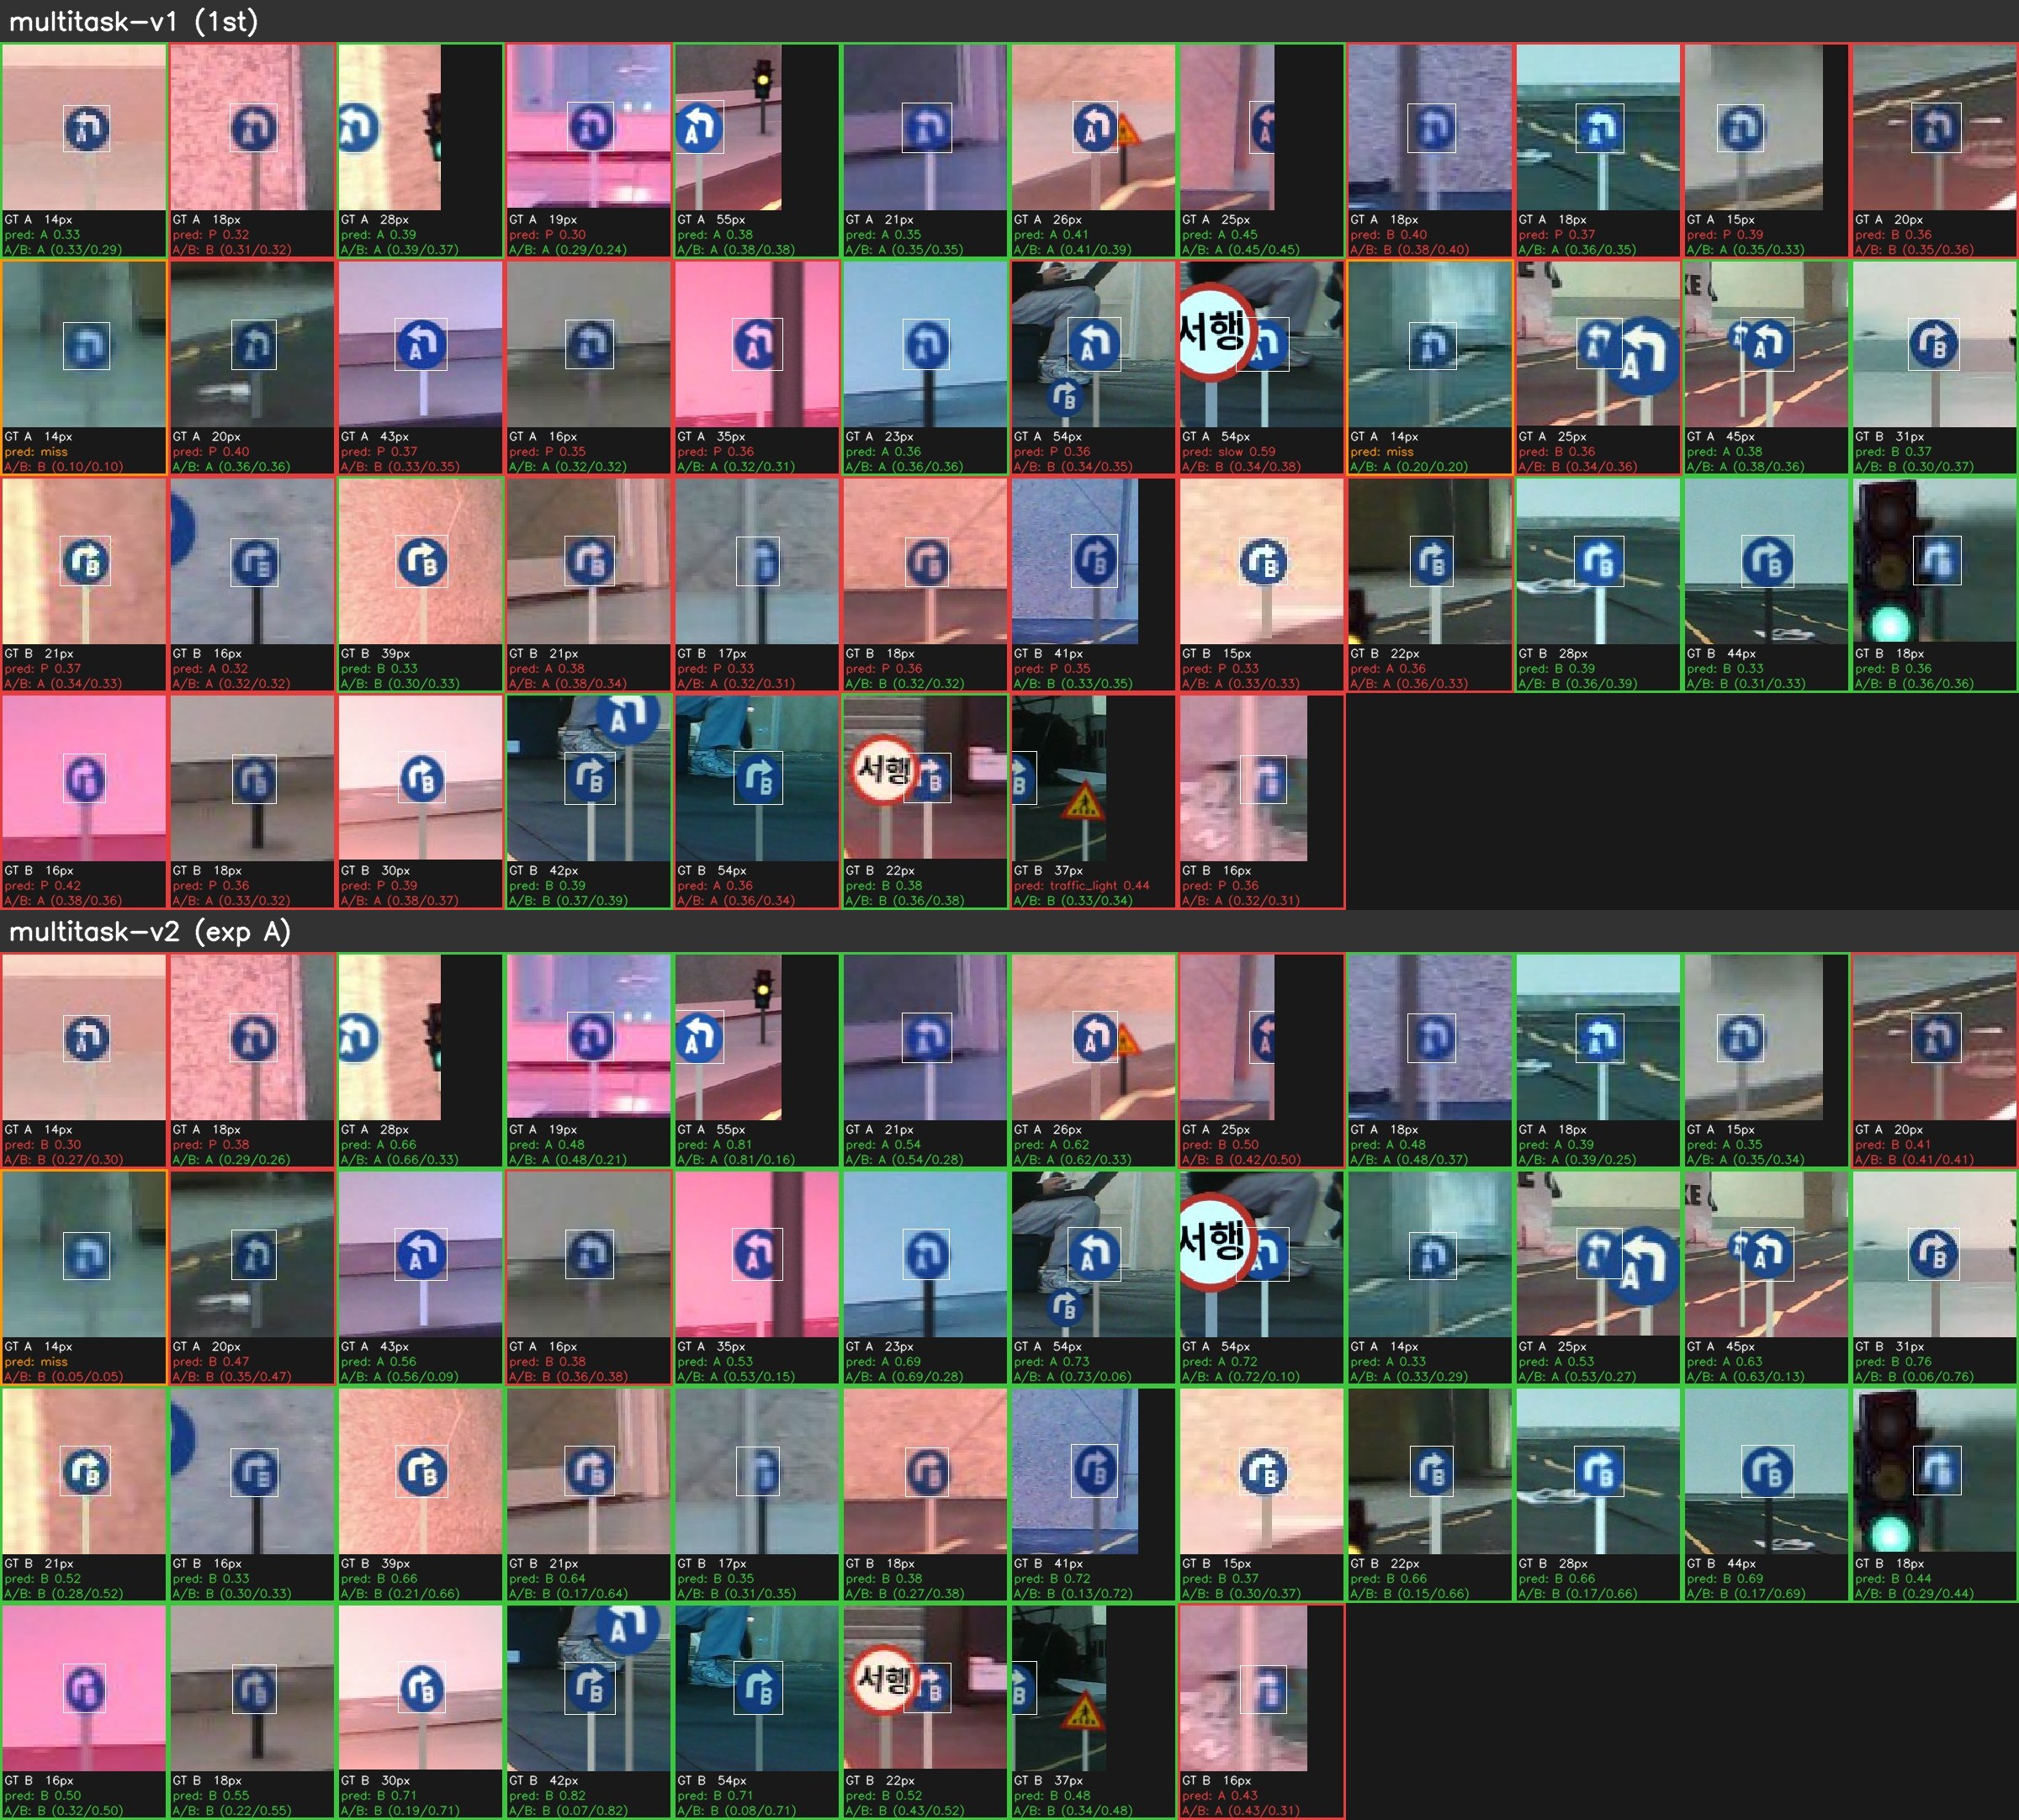 multitask-v1 (1st)
A
GT A 14px
pred: A 0.33
A/B: A (0.33/0.29)
A
GT A 18px
pred: P 0.32
A/B: B (0.31/0.32)
A
GT A 28px
pred: A 0.39
A/B: A (0.39/0.37)
A
GT A 19px
pred: P 0.30
A/B: A (0.29/0.24)
A
GT A 55px
pred: A 0.38
A/B: A (0.38/0.38)
A
GT A 21px
pred: A 0.35
A/B: A (0.35/0.35)
A
GT A 26px
pred: A 0.41
A/B: A (0.41/0.39)
A
GT A 25px
pred: A 0.45
A/B: A (0.45/0.45)
GT A 18px
pred: B 0.40
A/B: B (0.38/0.40)
GT A 18px
pred: P 0.37
A/B: A (0.36/0.35)
GT A 15px
pred: P 0.39
A/B: A (0.35/0.33)
GT A 20px
pred: B 0.36
A/B: B (0.35/0.36)
GT A 14px
pred: miss
A/B: B (0.10/0.10)
GT A 20px
pred: P 0.40
A/B: A (0.36/0.36)
A
GT A 43px
pred: P 0.37
A/B: B (0.33/0.35)
GT A 16px
pred: P 0.35
A/B: A (0.32/0.32)
A
GT A 35px
pred: P 0.36
A/B: A (0.32/0.31)
A
GT A 23px
pred: A 0.36
A/B: A (0.36/0.36)
A
B
GT A 54px
pred: P 0.36
A/B: B (0.34/0.35)
서행
A
GT A 54px
pred: slow 0.59
A/B: B (0.34/0.38)
GT A 14px
pred: miss
A/B: A (0.20/0.20)
A
A
GT A 25px
pred: B 0.36
A/B: B (0.34/0.36)
A
GT A 45px
pred: A 0.38
A/B: A (0.38/0.36)
B
GT B 31px
pred: B 0.37
A/B: B (0.30/0.37)
B
GT B 21px
pred: P 0.37
A/B: A (0.34/0.33)
B
GT B 16px
pred: A 0.32
A/B: A (0.32/0.32)
B
GT B 39px
pred: B 0.33
A/B: B (0.30/0.33)
B
GT B 21px
pred: A 0.38
A/B: A (0.38/0.34)
GT B 17px
pred: P 0.33
A/B: A (0.32/0.31)
B
GT B 18px
pred: P 0.36
A/B: B (0.32/0.32)
B
GT B 41px
pred: P 0.35
A/B: B (0.33/0.35)
B
GT B 15px
pred: P 0.33
A/B: A (0.33/0.33)
B
GT B 22px
pred: A 0.36
A/B: A (0.36/0.33)
B
GT B 28px
pred: B 0.39
A/B: B (0.36/0.39)
B
GT B 44px
pred: B 0.33
A/B: B (0.31/0.33)
GT B 18px
pred: B 0.36
A/B: B (0.36/0.36)
GT B 16px
pred: P 0.42
A/B: A (0.38/0.36)
B
GT B 18px
pred: P 0.36
A/B: A (0.33/0.32)
B
GT B 30px
pred: P 0.39
A/B: A (0.38/0.37)
A
B
GT B 42px
pred: B 0.39
A/B: B (0.37/0.39)
B
GT B 54px
pred: A 0.36
A/B: A (0.36/0.34)
서행
B
GT B 22px
pred: B 0.38
A/B: B (0.36/0.38)
B
GT B 37px
pred: traffic_light 0.44
A/B: B (0.33/0.34)
GT B 16px
pred: P 0.36
A/B: A (0.32/0.31)
multitask-v2 (exp A)
A
GT A 14px
pred: B 0.30
A/B: B (0.27/0.30)
A
GT A 18px
pred: P 0.38
A/B: A (0.29/0.26)
A
GT A 28px
pred: A 0.66
A/B: A (0.66/0.33)
A
GT A 19px
pred: A 0.48
A/B: A (0.48/0.21)
A
GT A 55px
pred: A 0.81
A/B: A (0.81/0.16)
A
GT A 21px
pred: A 0.54
A/B: A (0.54/0.28)
A
GT A 26px
pred: A 0.62
A/B: A (0.62/0.33)
A
GT A 25px
pred: B 0.50
A/B: B (0.42/0.50)
GT A 18px
pred: A 0.48
A/B: A (0.48/0.37)
GT A 18px
pred: A 0.39
A/B: A (0.39/0.25)
GT A 15px
pred: A 0.35
A/B: A (0.35/0.34)
GT A 20px
pred: B 0.41
A/B: B (0.41/0.41)
GT A 14px
pred: miss
A/B: B (0.05/0.05)
GT A 20px
pred: B 0.47
A/B: B (0.35/0.47)
A
GT A 43px
pred: A 0.56
A/B: A (0.56/0.09)
GT A 16px
pred: B 0.38
A/B: B (0.36/0.38)
A
GT A 35px
pred: A 0.53
A/B: A (0.53/0.15)
A
GT A 23px
pred: A 0.69
A/B: A (0.69/0.28)
A
B
GT A 54px
pred: A 0.73
A/B: A (0.73/0.06)
서행
A
GT A 54px
pred: A 0.72
A/B: A (0.72/0.10)
GT A 14px
pred: A 0.33
A/B: A (0.33/0.29)
A
A
GT A 25px
pred: A 0.53
A/B: A (0.53/0.27)
A
GT A 45px
pred: A 0.63
A/B: A (0.63/0.13)
B
GT B 31px
pred: B 0.76
A/B: B (0.06/0.76)
B
GT B 21px
pred: B 0.52
A/B: B (0.28/0.52)
B
GT B 16px
pred: B 0.33
A/B: B (0.30/0.33)
B
GT B 39px
pred: B 0.66
A/B: B (0.21/0.66)
B
GT B 21px
pred: B 0.64
A/B: B (0.17/0.64)
GT B 17px
pred: B 0.35
A/B: B (0.31/0.35)
B
GT B 18px
pred: B 0.38
A/B: B (0.27/0.38)
B
GT B 41px
pred: B 0.72
A/B: B (0.13/0.72)
B
GT B 15px
pred: B 0.37
A/B: B (0.30/0.37)
B
GT B 22px
pred: B 0.66
A/B: B (0.15/0.66)
B
GT B 28px
pred: B 0.66
A/B: B (0.17/0.66)
B
GT B 44px
pred: B 0.69
A/B: B (0.17/0.69)
GT B 18px
pred: B 0.44
A/B: B (0.29/0.44)
GT B 16px
pred: B 0.50
A/B: B (0.32/0.50)
B
GT B 18px
pred: B 0.55
A/B: B (0.22/0.55)
B
GT B 30px
pred: B 0.71
A/B: B (0.19/0.71)
A
B
GT B 42px
pred: B 0.82
A/B: B (0.07/0.82)
B
GT B 54px
pred: B 0.71
A/B: B (0.08/0.71)
서행
B
GT B 22px
pred: B 0.52
A/B: B (0.43/0.52)
B
GT B 37px
pred: B 0.48
A/B: B (0.34/0.48)
GT B 16px
pred: A 0.43
A/B: A (0.43/0.31)